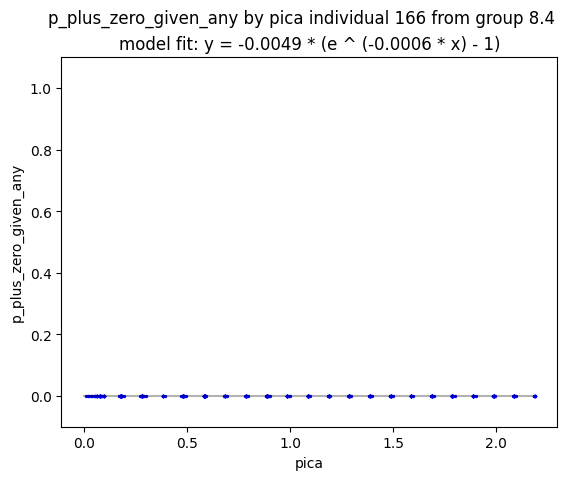 p_plus_zero_given_any by pica individual 166 from group 8.4
model fit: y = -0.0049 * (e ^ (-0.0006 * x) - 1)
1.0
0.8
0.6
0.4
0.2
0.0
p_plus_zero_given_any
0.0 0.5 1.0 1.5 2.0
pica